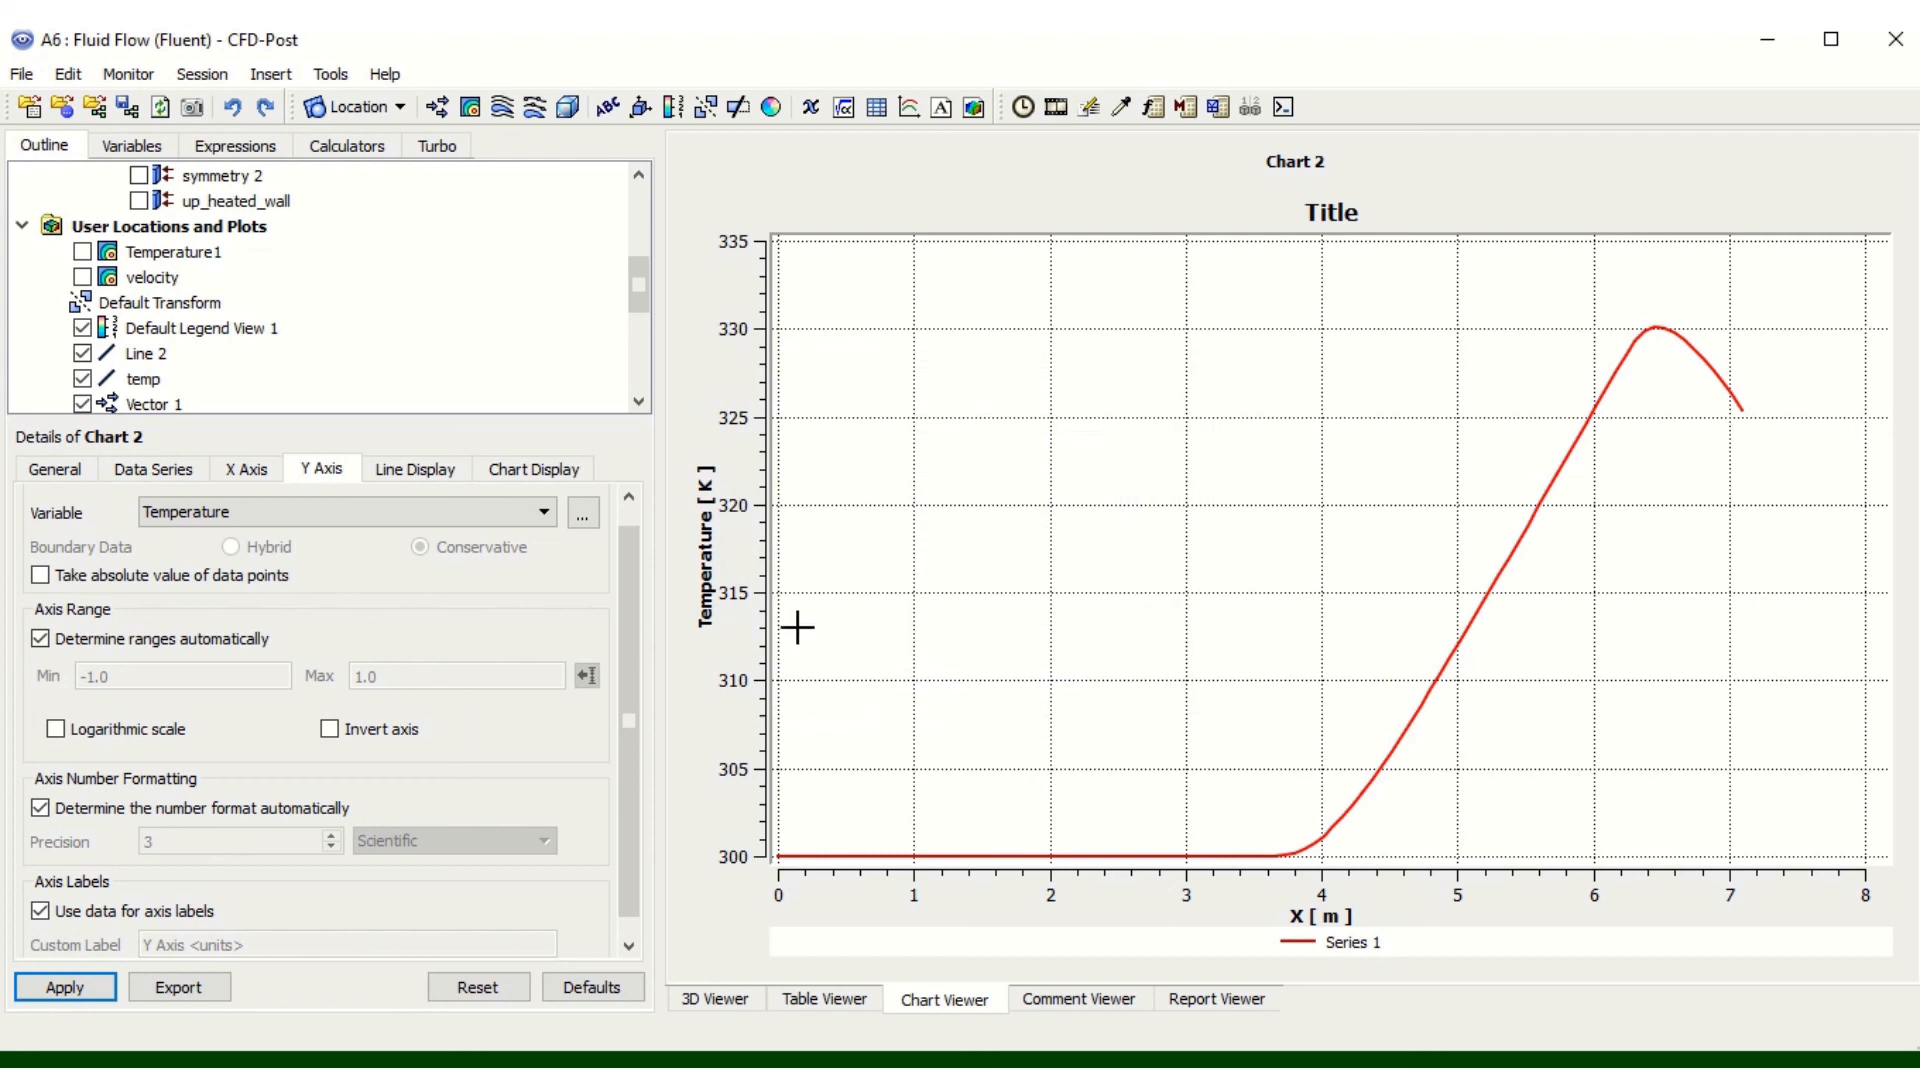 A6 : Fluid Flow (Fluent) - CFD-Post
File Edit Monitor Session Insert Tools Help
Location
Outline Variables Expressions Calculators Turbo
symmetry 2
up_heated_wall
User Locations and Plots
Temperature1
velocity
Default Transform
Default Legend View 1
Line 2
temp
Vector 1
Details of Chart 2
General Data Series X Axis Y Axis Line Display Chart Display
Variable Temperature ...
Boundary Data Hybrid Conservative
Take absolute value of data points
Axis Range
Determine ranges automatically
Min -1.0 Max 1.0
Logarithmic scale Invert axis
Axis Number Formatting
Determine the number format automatically
Precision 3 Scientific
Axis Labels
Use data for axis labels
Custom Label Y Axis <units>
Apply Export Reset Defaults
Chart 2
Title
335
330
325
320
315
310
305
300
Temperature [ K ]
0 1 2 3 4 5 6 7 8
X [ m ]
Series 1
3D Viewer Table Viewer Chart Viewer Comment Viewer Report Viewer